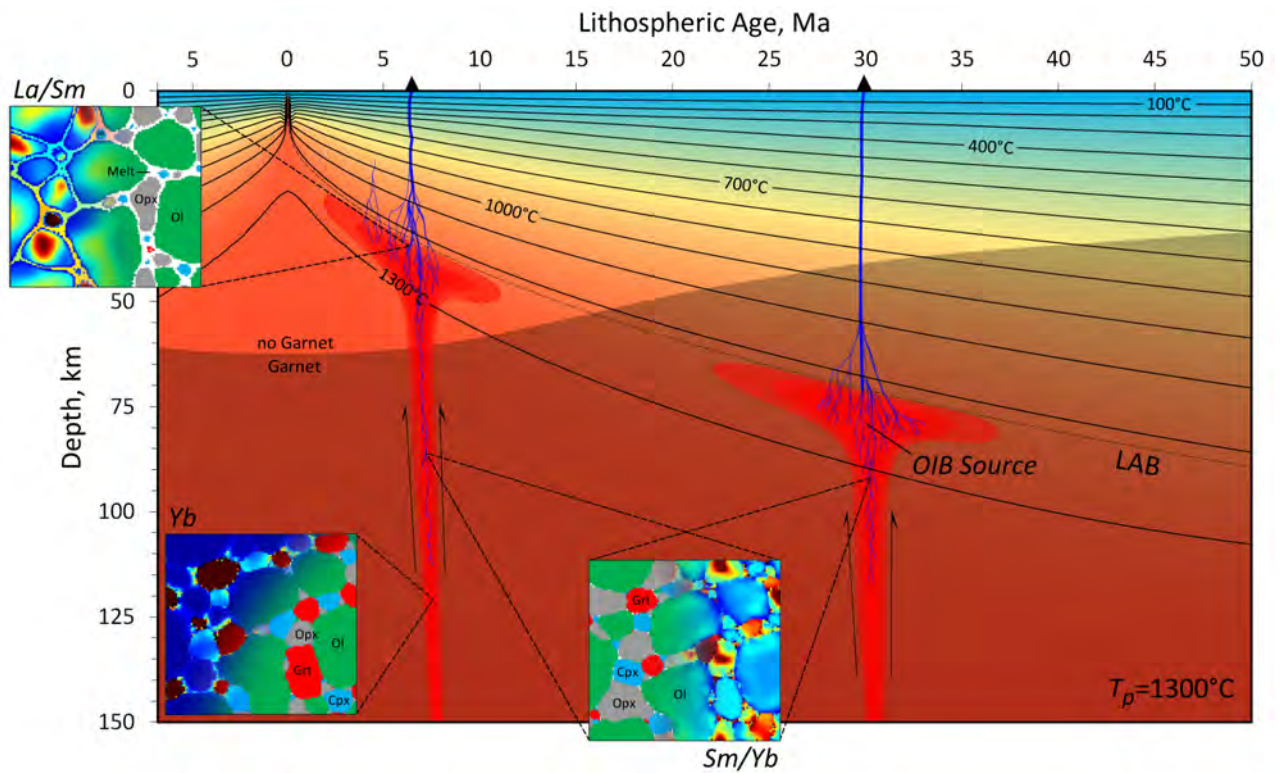 Lithospheric Age, Ma
5 0 5 10 15 20 25 30 35 40 45 50
La/Sm
0
100°C
400°C
Melt
700°C
Opx
Ol
1000°C
1300°C
50
no Garnet
Garnet
Depth, km
75
OIB Source
LAB
100
Yb
Grt
125
Opx
Ol
Cpx
Grt
Opx
Ol
Grt
Cpx
T_p=1300°C
150
Sm/Yb